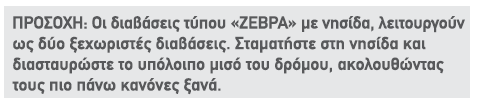 ΠΡΟΣΟΧΗ: Οι διαβάσεις τύπου «ΖΕΒΡΑ» με νησίδα, λειτουργούν
ως δύο ξεχωριστές διαβάσεις. Σταματήστε στη νησίδα και
διασταυρώστε το υπόλοιπο μισό του δρόμου, ακολουθώντας
τους πιο πάνω κανόνες ξανά.